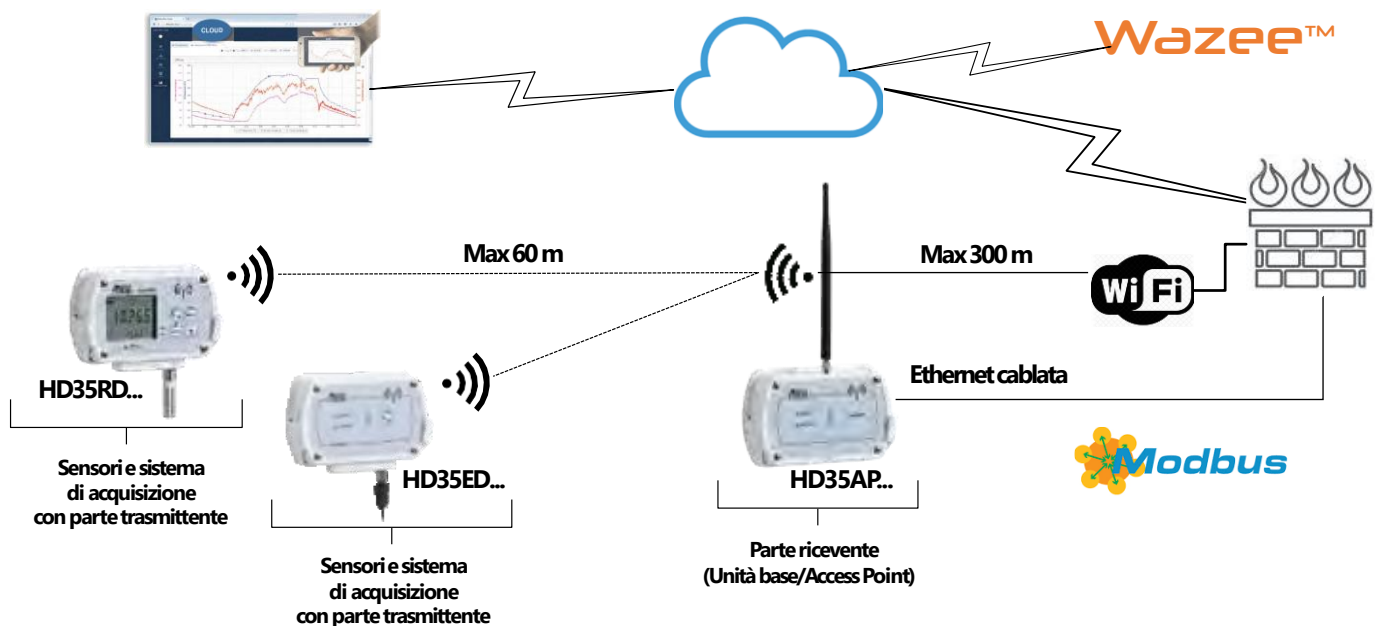 CLOUD
Wazee™
Max 60 m
Max 300 m
Wi Fi
HD35RD...
Ethernet cablata
HD35ED...
HD35AP...
Modbus
Sensori e sistema
di acquisizione
con parte trasmittente
Parte ricevente
(Unità base/Access Point)
Sensori e sistema
di acquisizione
con parte trasmittente